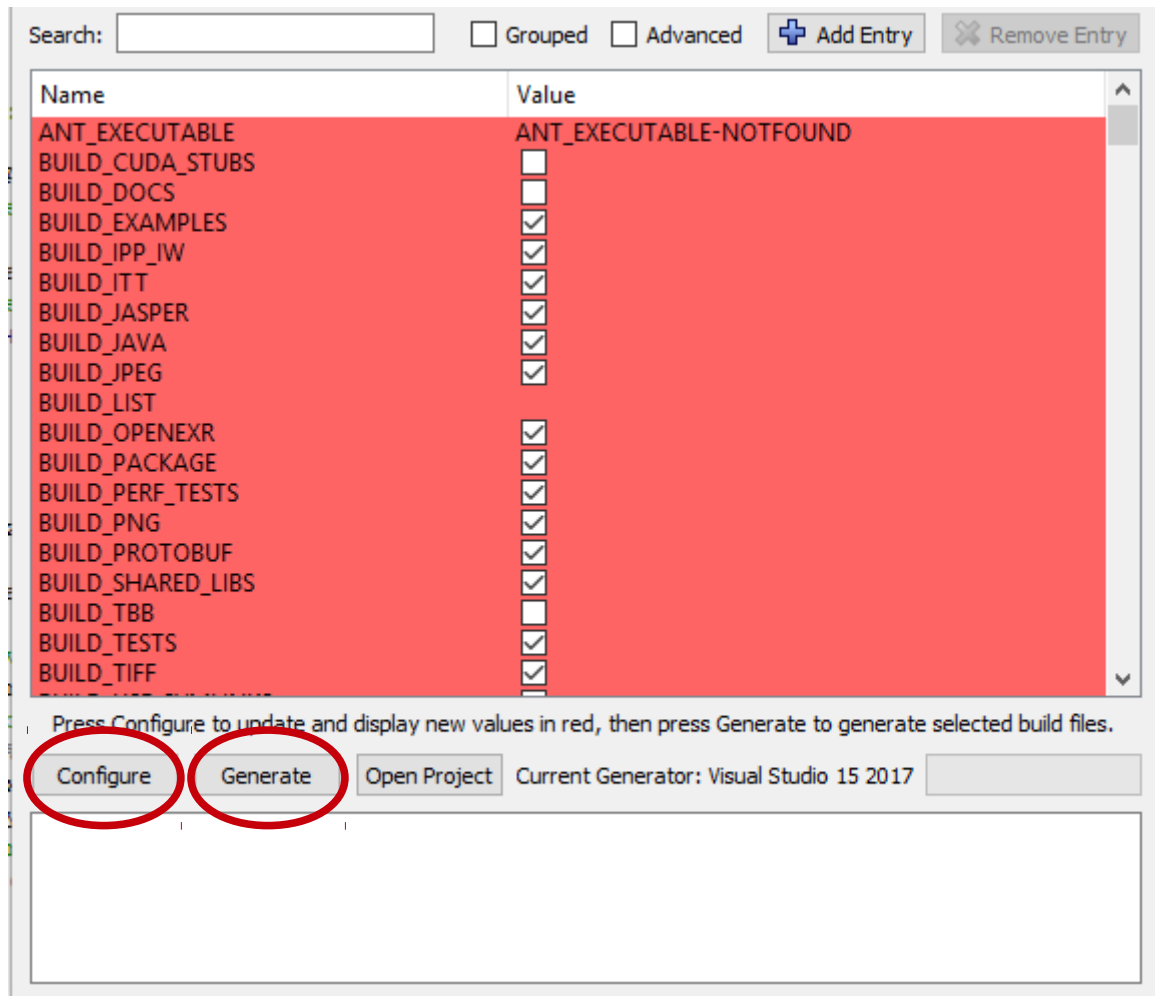 Search: Grouped Advanced Add Entry Remove Entry
Name Value
ANT_EXECUTABLE ANT_EXECUTABLE-NOTFOUND
BUILD_CUDA_STUBS
BUILD_DOCS
BUILD_EXAMPLES
BUILD_IPP_IW
BUILD_ITT
BUILD_JASPER
BUILD_JAVA
BUILD_JPEG
BUILD_LIST
BUILD_OPENEXR
BUILD_PACKAGE
BUILD_PERF_TESTS
BUILD_PNG
BUILD_PROTOBUF
BUILD_SHARED_LIBS
BUILD_TBB
BUILD_TESTS
BUILD_TIFF
Press Configure to update and display new values in red, then press Generate to generate selected build files.
Configure Generate Open Project Current Generator: Visual Studio 15 2017